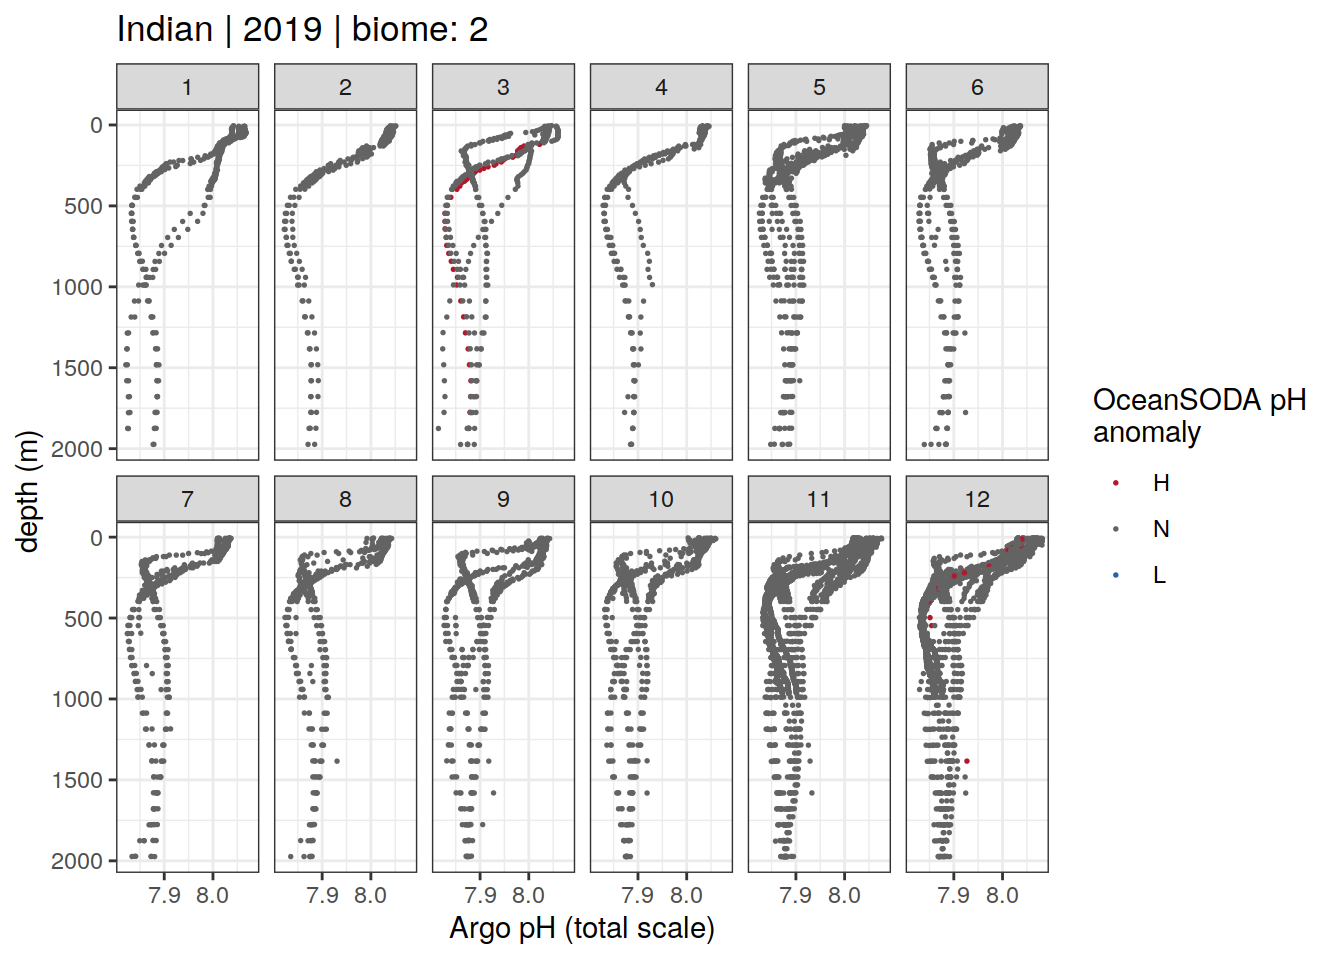 Indian | 2019 | biome: 2
1 2 3 4 5 6
0
500
1000
1500
2000
7 8 9 10 11 12
0
500
1000
1500
2000
7.9 8.0 7.9 8.0 7.9 8.0 7.9 8.0 7.9 8.0 7.9 8.0
Argo pH (total scale)
depth (m)
OceanSODA pH
anomaly
H
N
L